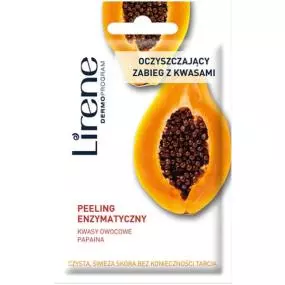 OCZYSZCZAJĄCY
ZABIEG Z KWASAMI
Lirene
DERMOPROGRAM
PEELING
ENZYMATYCZNY
KWASY OWOCOWE
PAPAINA
CZYSTA, ŚWIEŻA SKÓRA BEZ KONIECZNOŚCI TARCIA